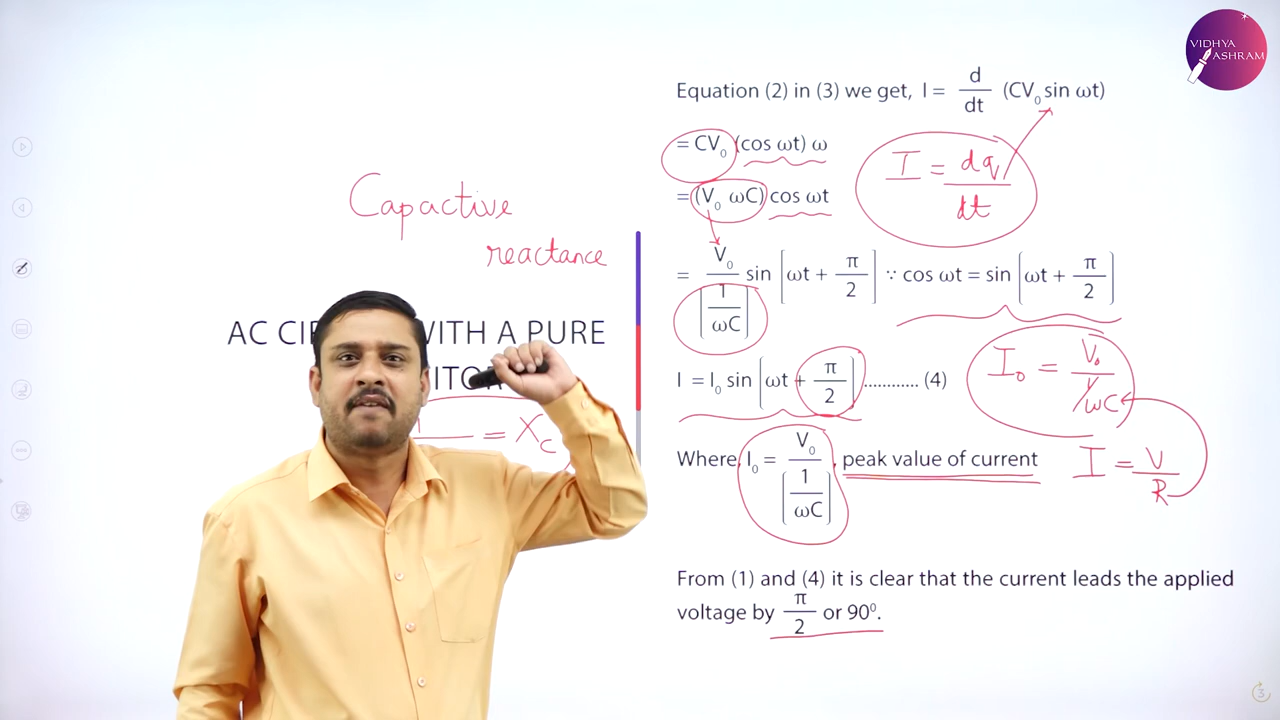 VIDHYA
ASHRAM
Equation (2) in (3) we get, I = d/dt (CV₀ sin ωt)
= CV₀ (cos ωt) ω
I = dq/dt
= (V₀ ωC) cos ωt
Capactive
reactance
= V₀/[1/ωC] sin [ωt + π/2] ∵ cos ωt = sin [ωt + π/2]
AC CI WITH A PURE
ITOR
I₀ = V₀/1/ωC
I = I₀ sin [ωt + π/2] ............ (4)
= X_C
Where, I₀ = V₀/[1/ωC], peak value of current
I = V/R
From (1) and (4) it is clear that the current leads the applied
voltage by π/2 or 90⁰.
3